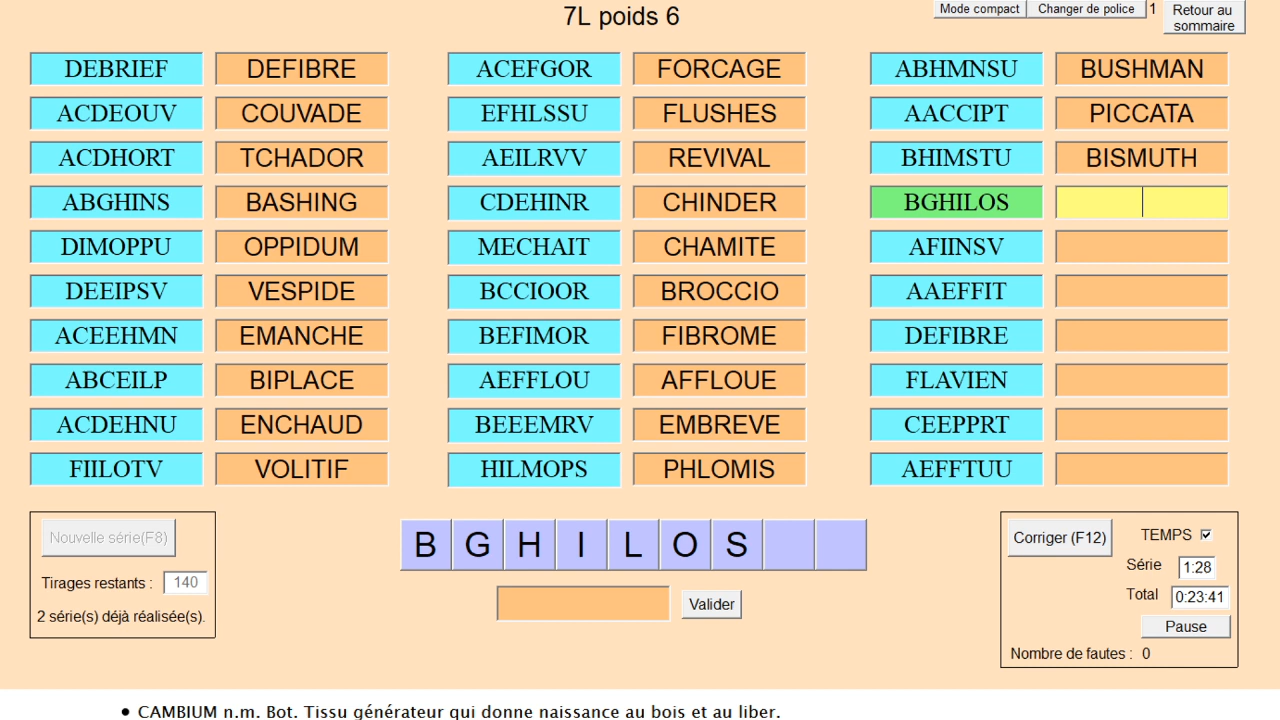 7L poids 6
Mode compact Changer de police 1 Retour au sommaire
DEBRIEF DEFIBRE ACEFGOR FORCAGE ABHMNSU BUSHMAN
ACDEOUV COUVADE EFHLSSU FLUSHES AACCIPT PICCATA
ACDHORT TCHADOR AEILRVV REVIVAL BHIMSTU BISMUTH
ABGHINS BASHING CDEHINR CHINDER BGHILOS
DIMOPPU OPPIDUM MECHAIT CHAMITE AFIINSV
DEEIPSV VESPIDE BCCIOOR BROCCIO AAEFFIT
ACEEHMN EMANCHE BEFIMOR FIBROME DEFIBRE
ABCEILP BIPLACE AEFFLOU AFFLOUE FLAVIEN
ACDEHNU ENCHAUD BEEEMRV EMBREVE CEEPPRT
FIILOTV VOLITIF HILMOPS PHLOMIS AEFFTUU
Nouvelle série(F8)
Tirages restants : 140
2 série(s) déjà réalisée(s).
B G H I L O S
Valider
Corriger (F12) TEMPS
Série 1:28
Total 0:23:41
Pause
Nombre de fautes : 0
• CAMBIUM n.m. Bot. Tissu générateur qui donne naissance au bois et au liber.